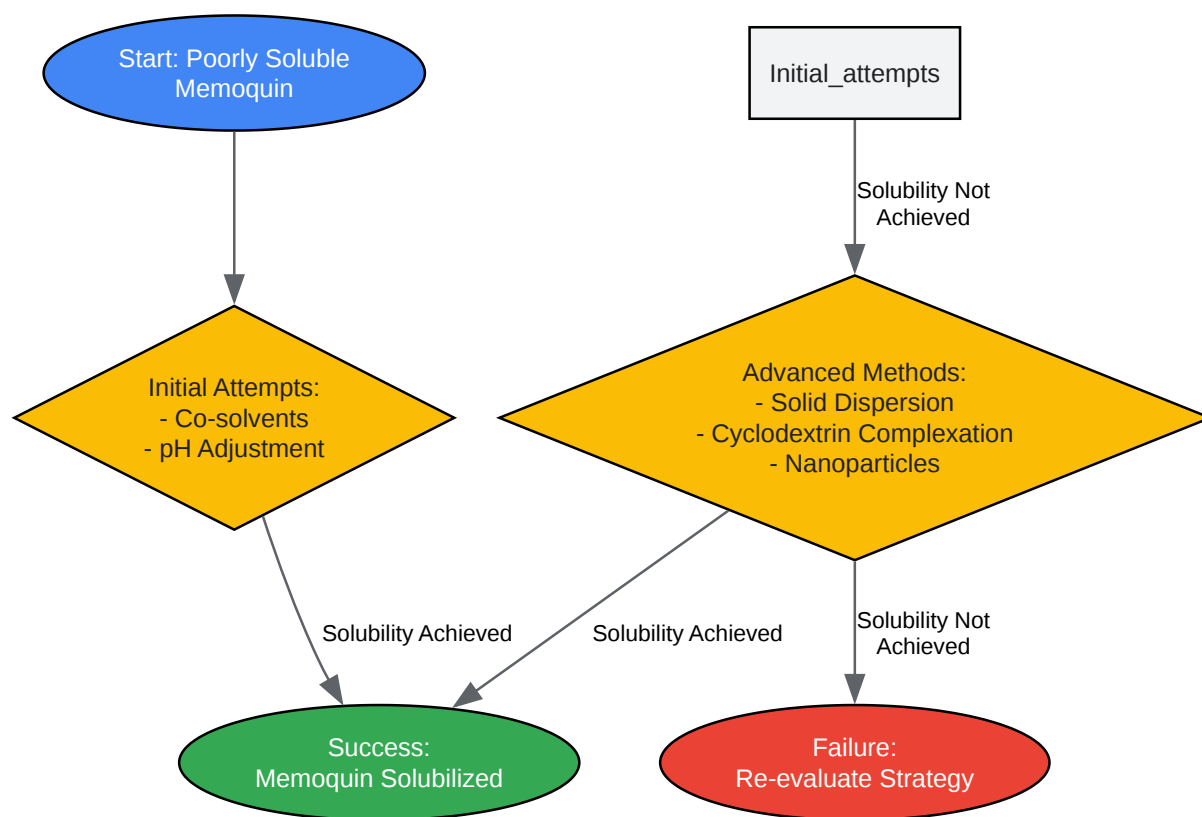 Start: Poorly Soluble
Memoquin
Initial_attempts
Solubility Not
Achieved
Initial Attempts:
- Co-solvents
- pH Adjustment
Advanced Methods:
- Solid Dispersion
- Cyclodextrin Complexation
- Nanoparticles
Solubility Achieved
Solubility Achieved
Solubility Not
Achieved
Success:
Memoquin Solubilized
Failure:
Re-evaluate Strategy